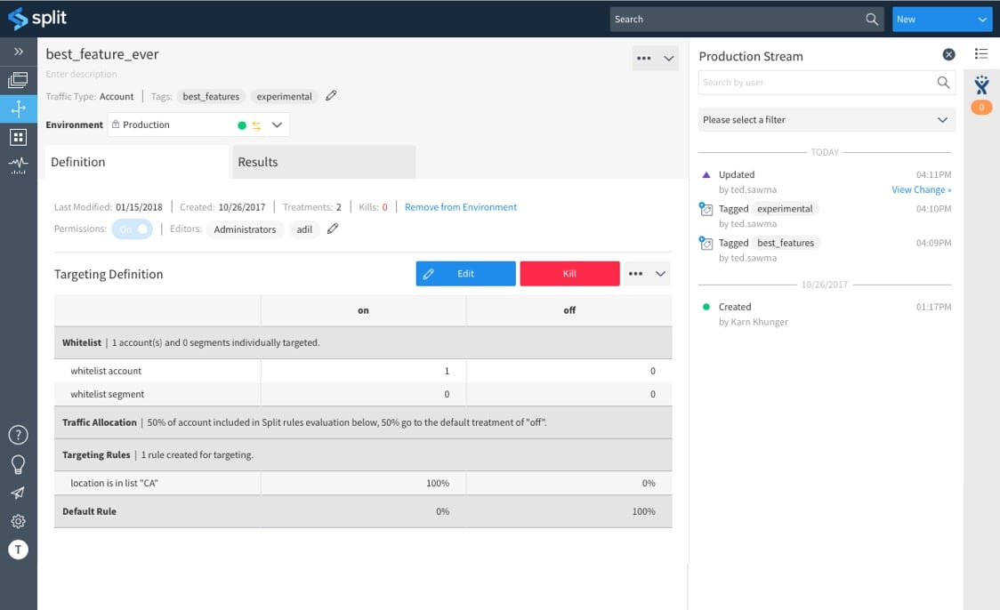 split
Search
New
best_feature_ever
Enter description
Traffic Type: Account | Tags: best_features experimental
Environment Production
Definition
Results
Last Modified: 01/15/2018 | Created: 10/26/2017 | Treatments: 2 | Kills: 0 | Remove from Environment
Permissions: On | Editors: Administrators adil
Targeting Definition
Edit
Kill
on off
Whitelist | 1 account(s) and 0 segments individually targeted.
whitelist account 1 0
whitelist segment 0 0
Traffic Allocation | 50% of account included in Split rules evaluation below, 50% go to the default treatment of "off".
Targeting Rules | 1 rule created for targeting.
location is in list "CA" 100% 0%
Default Rule 0% 100%
Production Stream
Search by user
Please select a filter
TODAY
Updated 04:11PM
by ted.sawma View Change »
Tagged experimental 04:10PM
by ted.sawma
Tagged best_features 04:09PM
by ted.sawma
10/26/2017
Created 01:17PM
by Karn Khunger
0
?
T